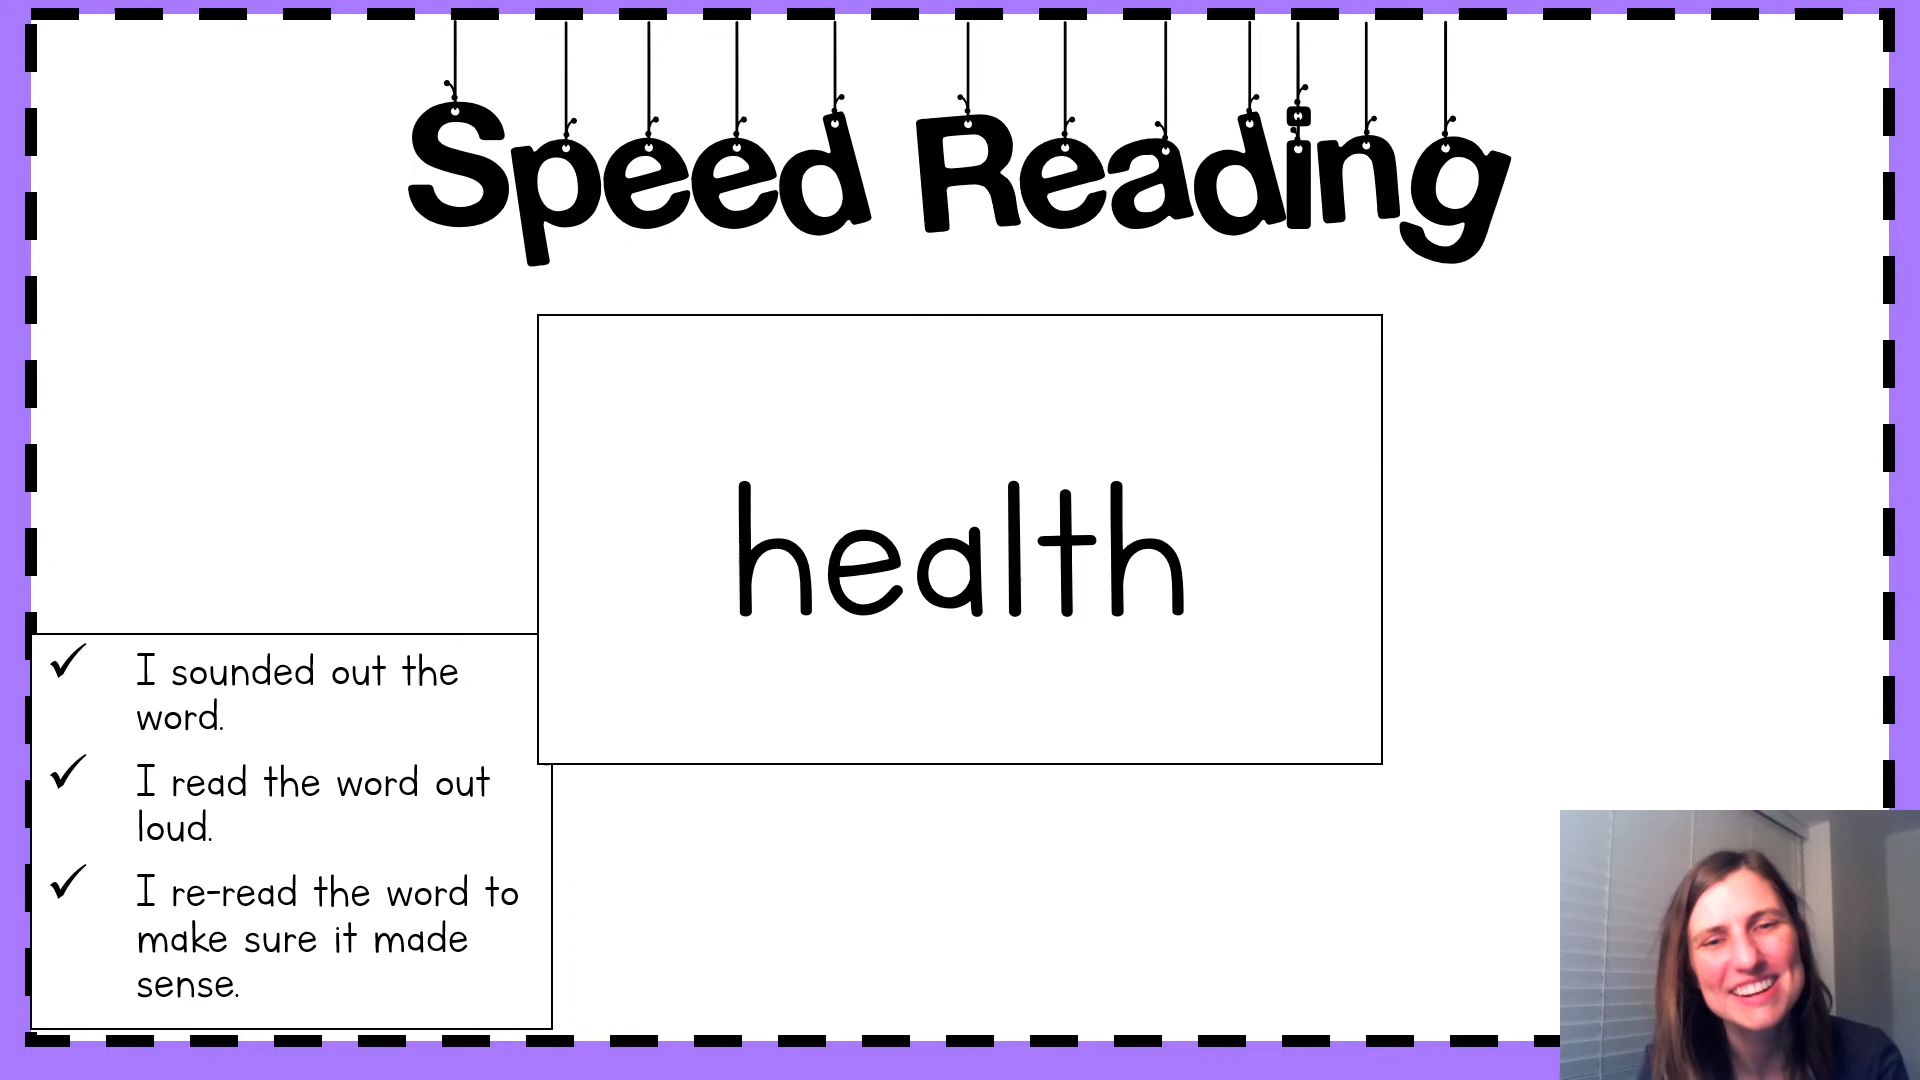 Speed Reading
health
✓ I sounded out the
word.
✓ I read the word out
loud.
✓ I re-read the word to
make sure it made
sense.